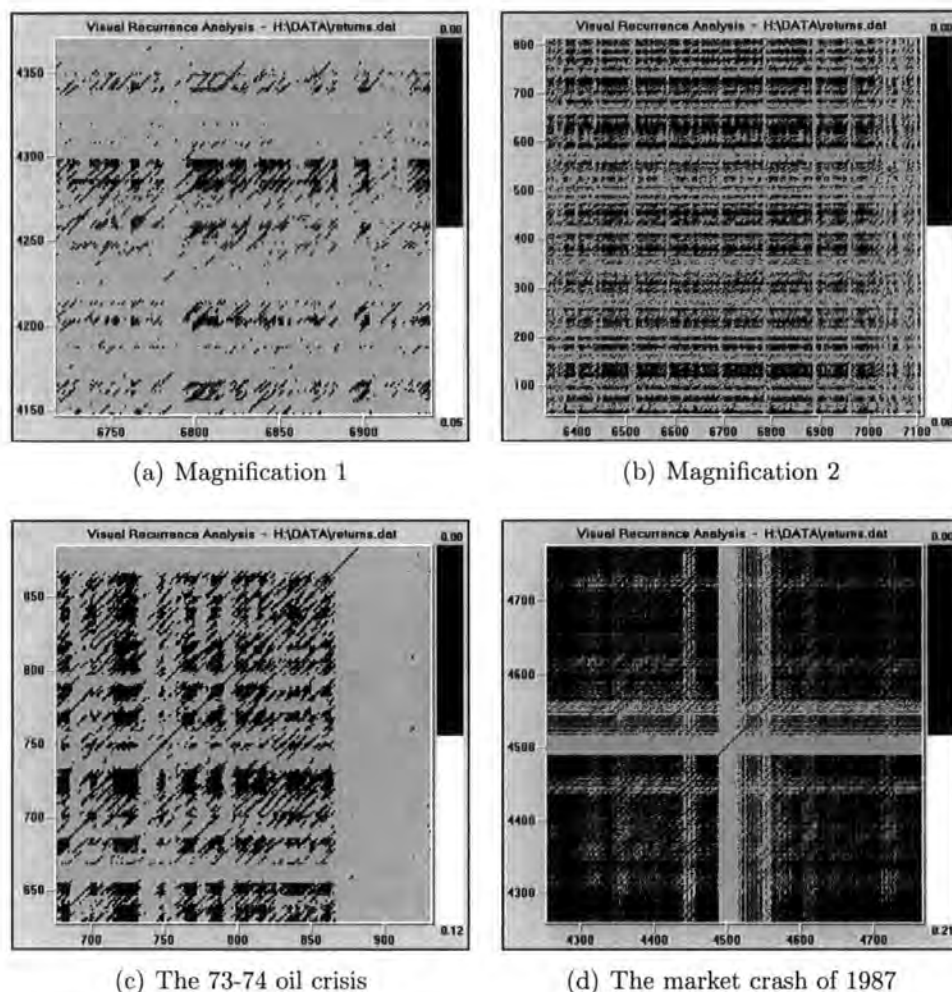 Visual Recurrence Analysis - H:\DATA\returns.dat
0.00
4350
4300
4250
4200
4150
0.05
6750 6800 6850 6900
(a) Magnification 1
Visual Recurrence Analysis - H:\DATA\returns.dat
0.00
800
700
600
500
400
300
200
100
0.08
6400 6500 6600 6700 6800 6900 7000 7100
(b) Magnification 2
Visual Recurrence Analysis - H:\DATA\returns.dat
0.00
850
800
750
700
650
0.12
700 750 800 850 900
(c) The 73-74 oil crisis
Visual Recurrence Analysis - H:\DATA\returns.dat
0.00
4700
4600
4500
4400
4300
0.21
4300 4400 4500 4600 4700
(d) The market crash of 1987